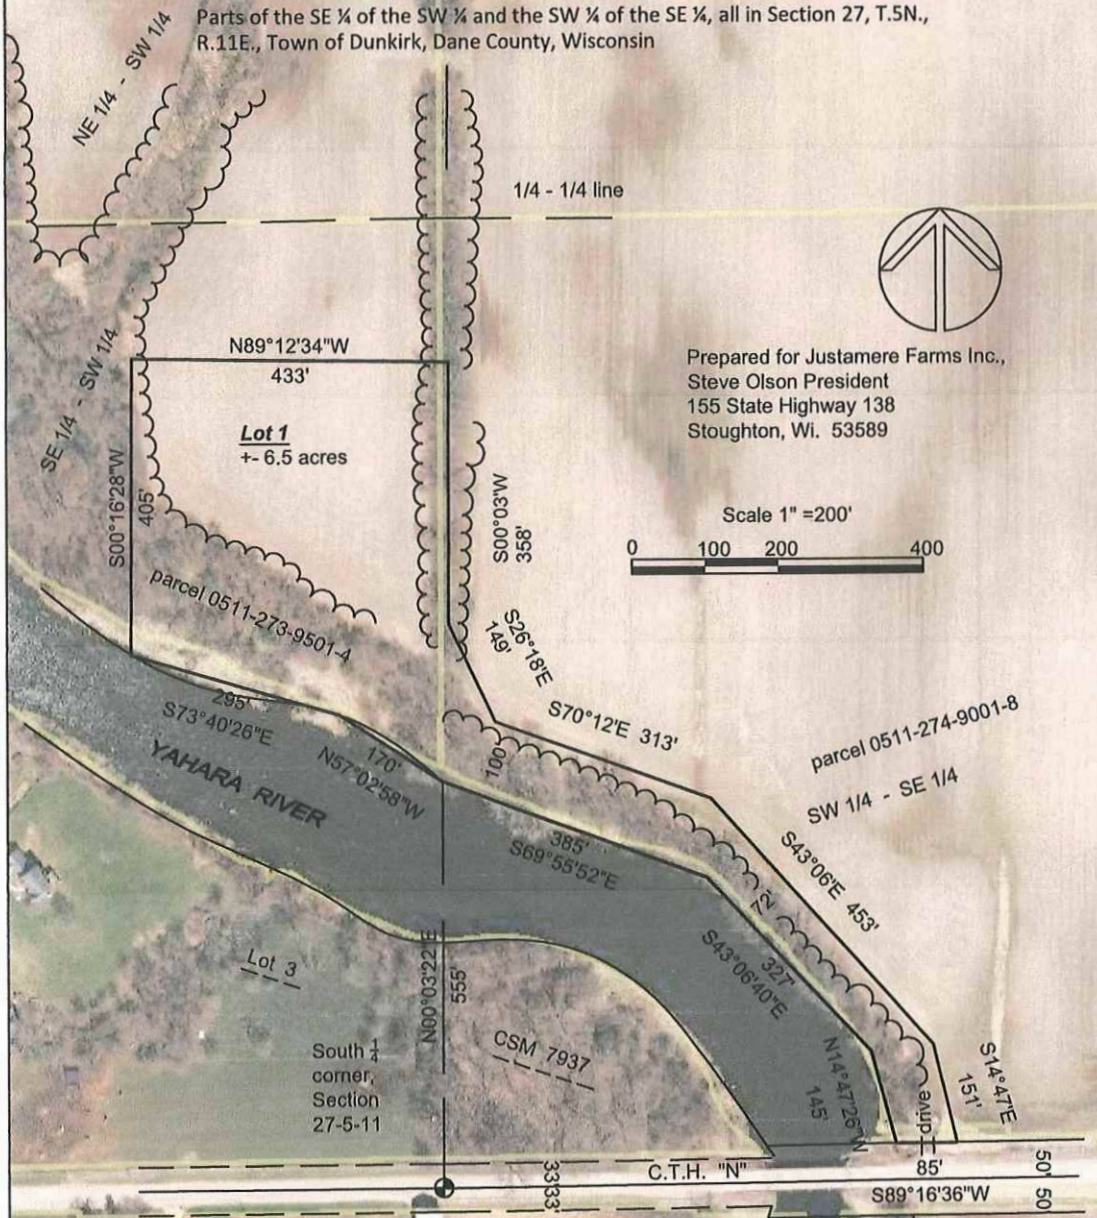 Parts of the SE ¼ of the SW ¼ and the SW ¼ of the SE ¼, all in Section 27, T.5N.,
R.11E., Town of Dunkirk, Dane County, Wisconsin
NE 1/4 - SW 1/4
1/4 - 1/4 line
N89°12'34"W
433'
Prepared for Justamere Farms Inc.,
Steve Olson President
155 State Highway 138
Stoughton, Wi. 53589
SE 1/4 - SW 1/4
Lot 1
+- 6.5 acres
S00°16'28"W
405'
S00°03'W
358'
Scale 1" =200'
0 100 200 400
parcel 0511-273-9501-4
S26°18'E
149'
295'
S73°40'26"E
S70°12'E 313'
parcel 0511-274-9001-8
SW 1/4 - SE 1/4
170'
N57°02'58"W
100'
YAHARA RIVER
385'
S69°55'52"E
S43°06'E 453'
72'
327'
S43°06'40"E
Lot 3
N00°03'22"E
555'
CSM 7937
South 1/4
corner,
Section
27-5-11
N14°47'26"W
145'
drive
S14°47'E
151'
C.T.H. "N"
85'
S89°16'36"W
33'
33'
50'
50'